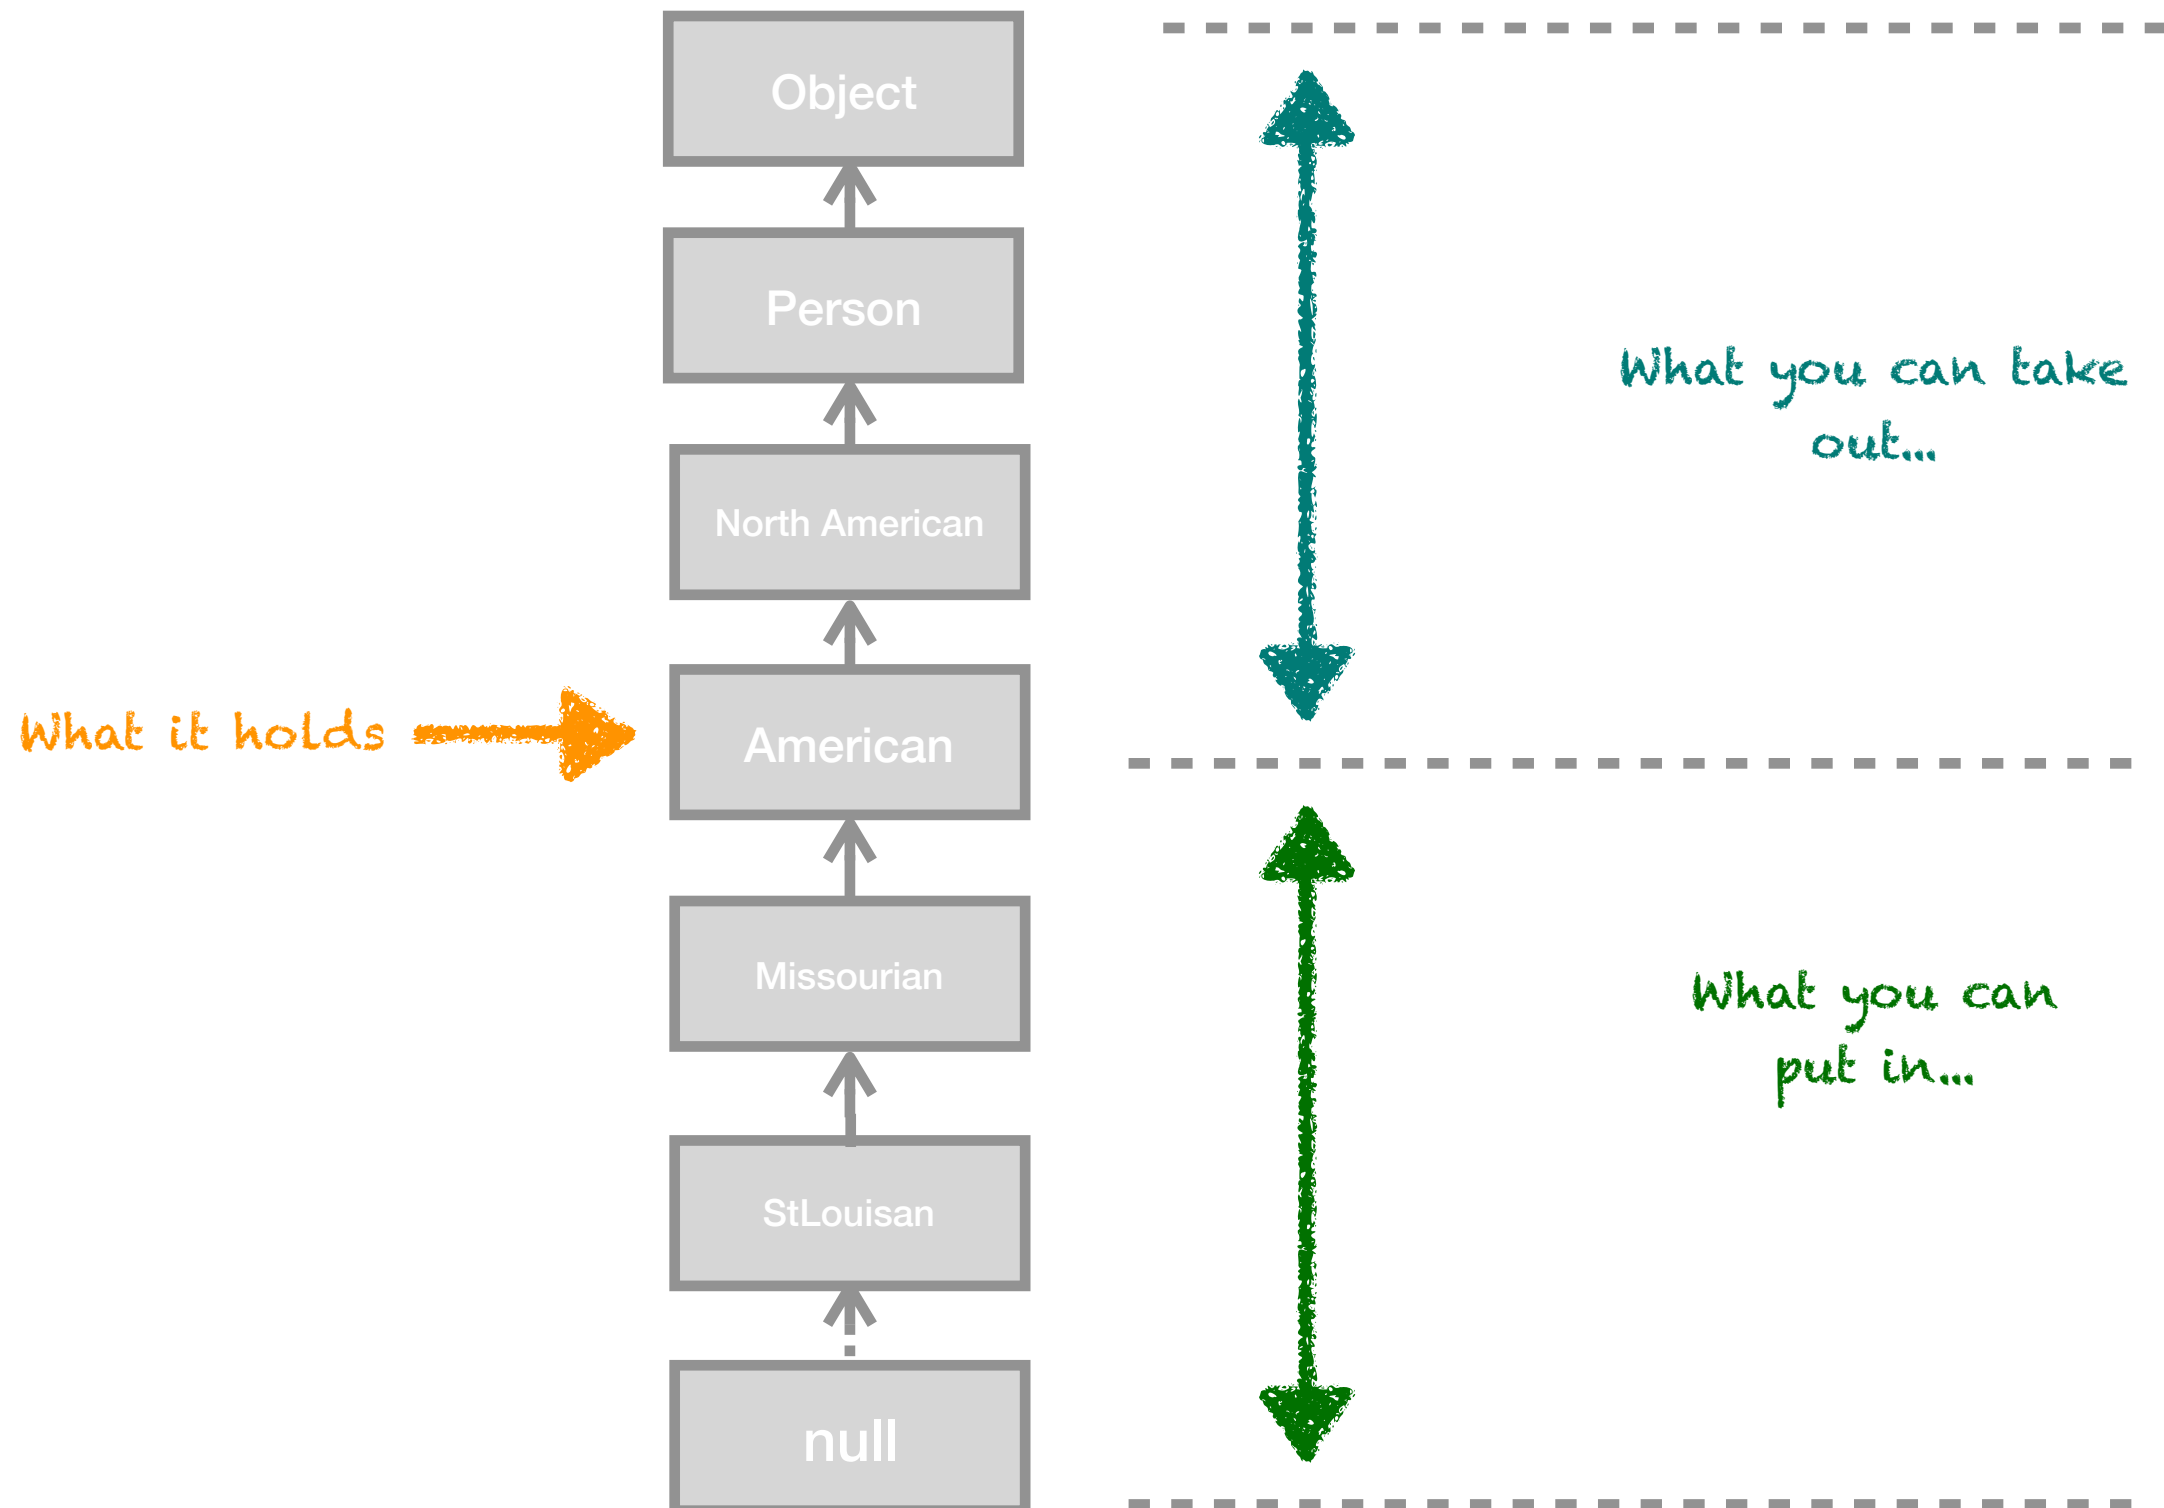 Object
Person
What you can take
out...
North American
What it holds
American
Missourian
What you can
put in...
StLouisan
null